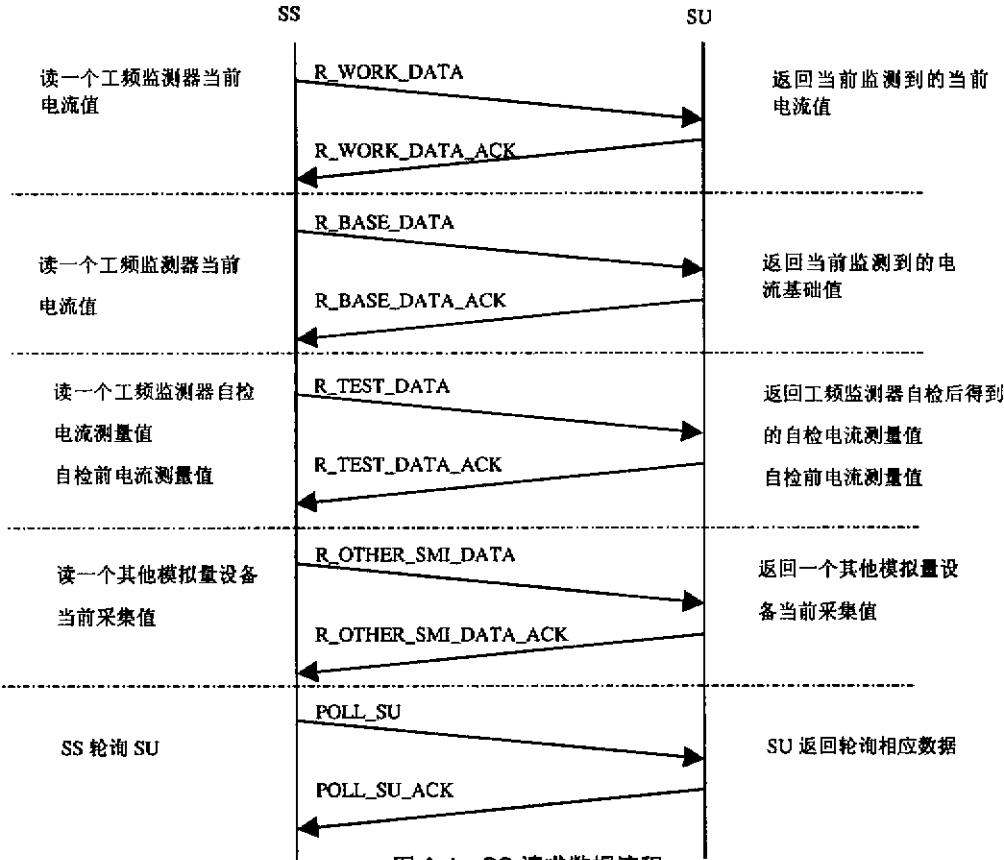 SS
SU
读一个工频监测器当前
电流值
R_WORK_DATA
返回当前监测到的当前
电流值
R_WORK_DATA_ACK
读一个工频监测器当前
电流值
R_BASE_DATA
返回当前监测到的电
流基础值
R_BASE_DATA_ACK
读一个工频监测器自检
电流测量值
自检前电流测量值
R_TEST_DATA
返回工频监测器自检后得到
的自检电流测量值
自检前电流测量值
R_TEST_DATA_ACK
读一个其他模拟量设备
当前采集值
R_OTHER_SMI_DATA
返回一个其他模拟量设
备当前采集值
R_OTHER_SMI_DATA_ACK
SS 轮询 SU
POLL_SU
SU 返回轮询相应数据
POLL_SU_ACK
SS 请求数据流程